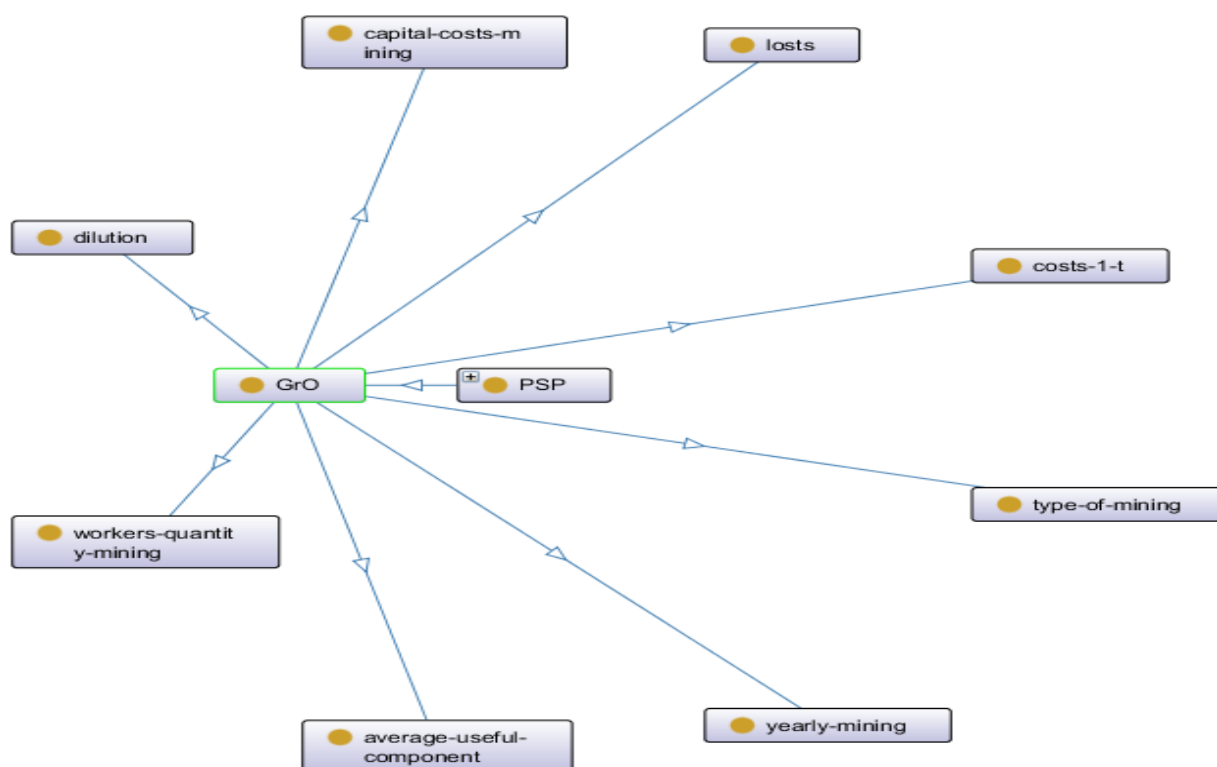 capital-costs-m
ining
losts
dilution
costs-1-t
GrO
PSP
type-of-mining
workers-quantit
y-mining
average-useful-
component
yearly-mining